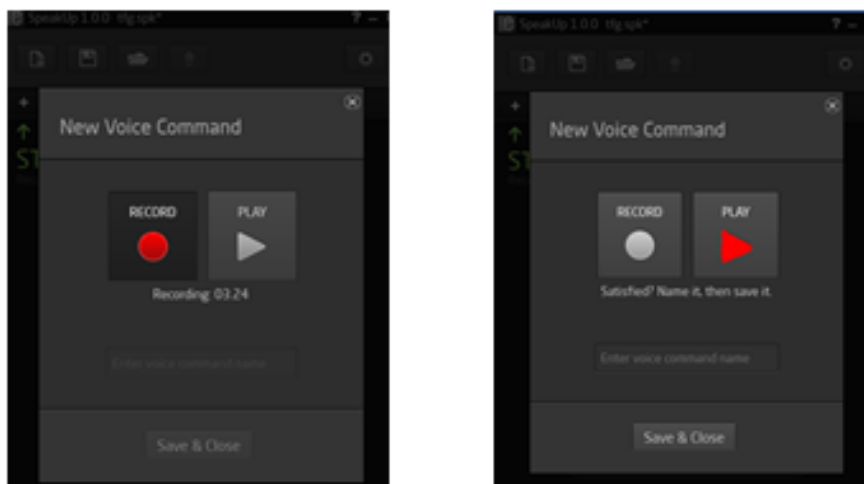 SpeakUp 1.0.0 tfg.spk*
? –
+
New Voice Command
ST
RECORD PLAY
Recording: 03.24
Enter voice command name
Save & Close
SpeakUp 1.0.0 tfg.spk*
? –
+
New Voice Command
ST
RECORD PLAY
Satisfied? Name it, then save it.
Enter voice command name
Save & Close